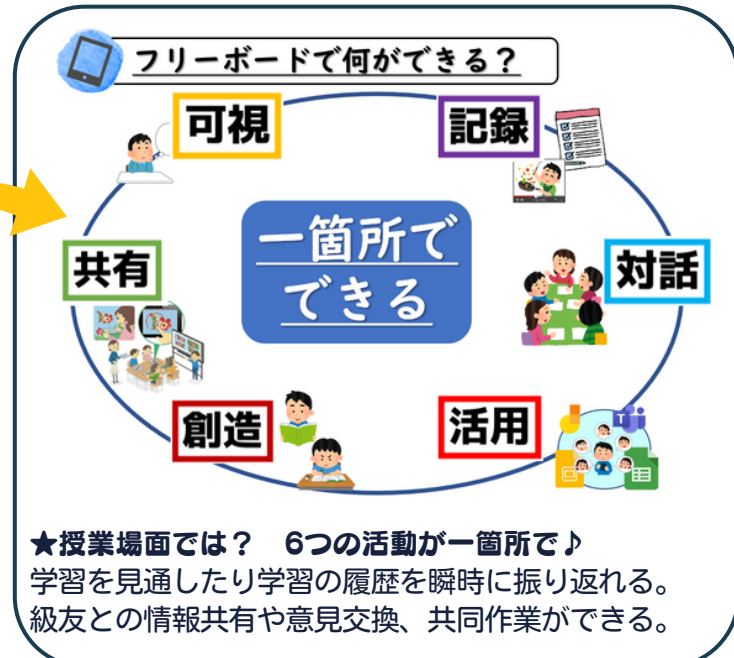 フリーボードで何ができる？
可視
記録
一箇所で
できる
共有
対話
創造
活用
★授業場面では？　6つの活動が一箇所で♪
学習を見通したり学習の履歴を瞬時に振り返れる。
級友との情報共有や意見交換、共同作業ができる。